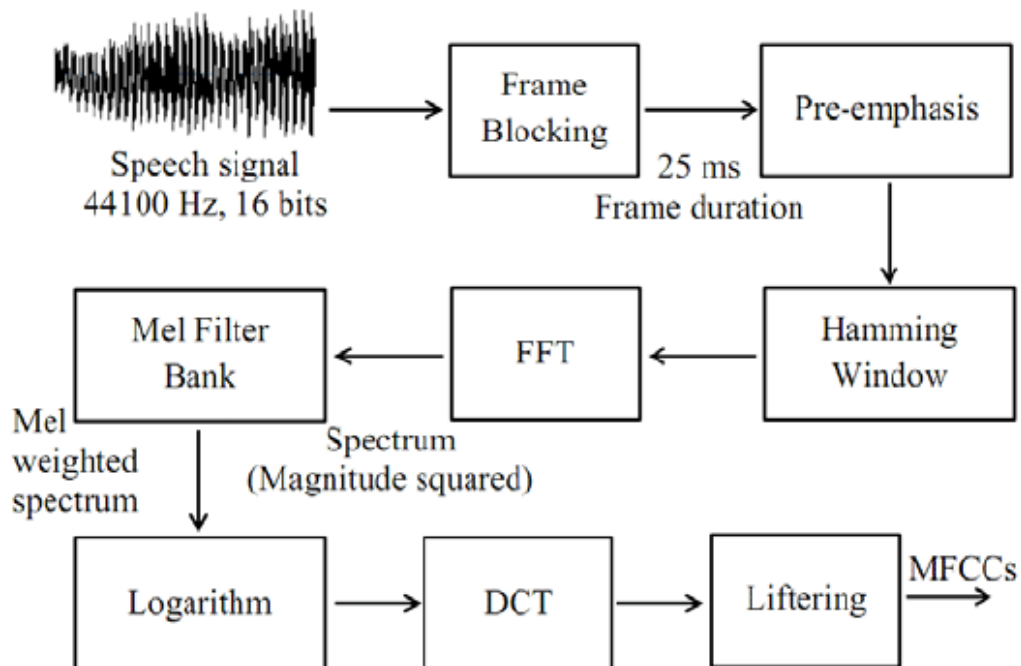 Speech signal
44100 Hz, 16 bits
Frame
Blocking
25 ms
Frame duration
Pre-emphasis
Hamming
Window
FFT
Spectrum
(Magnitude squared)
Mel Filter
Bank
Mel
weighted
spectrum
Logarithm
DCT
Liftering
MFCCs